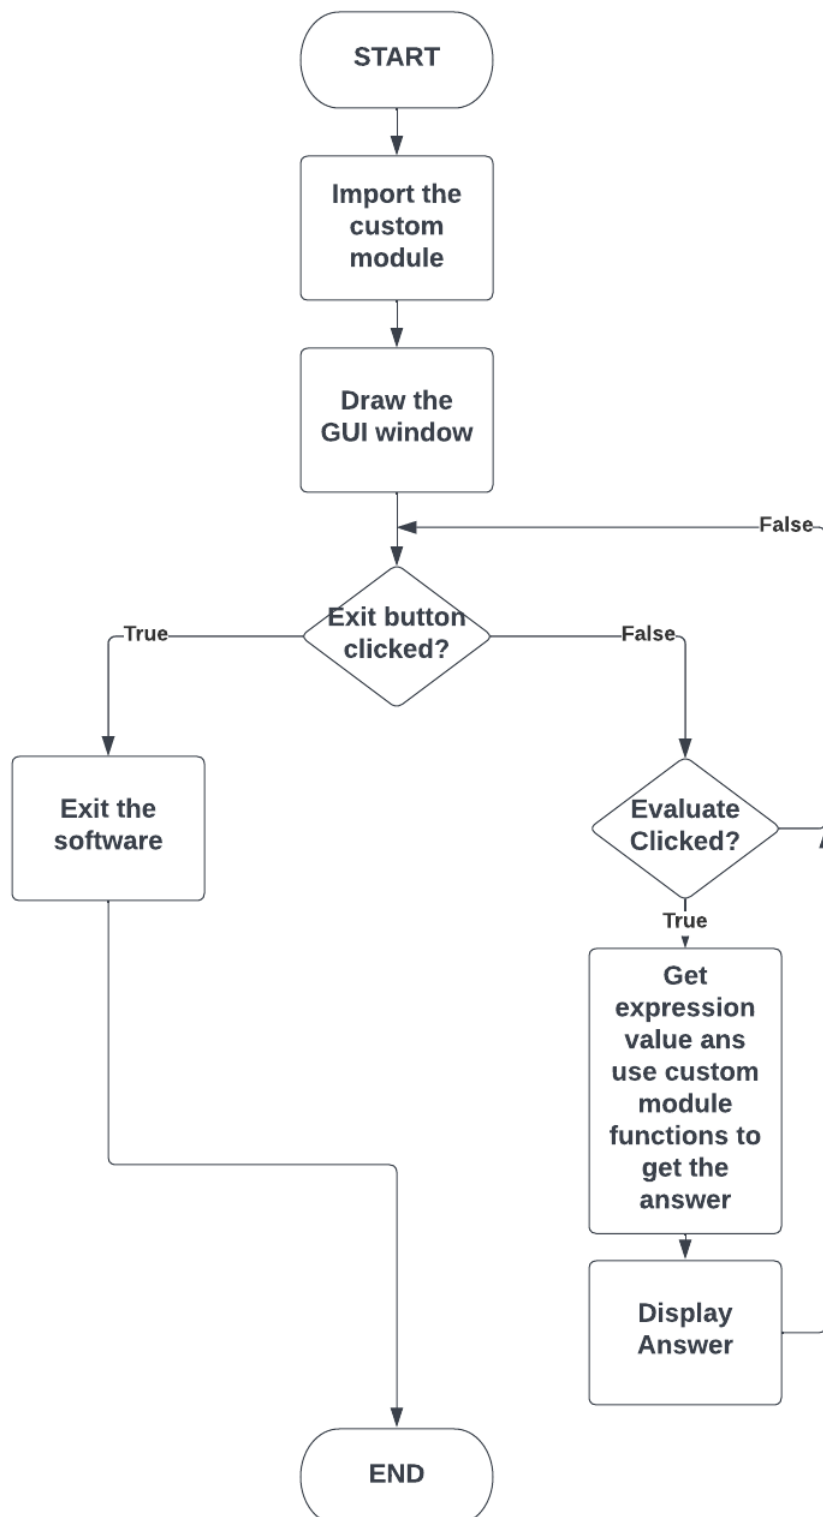 START
Import the
custom
module
Draw the
GUI window
False
Exit button
clicked?
True
False
Exit the
software
Evaluate
Clicked?
True
Get
expression
value ans
use custom
module
functions to
get the
answer
Display
Answer
END